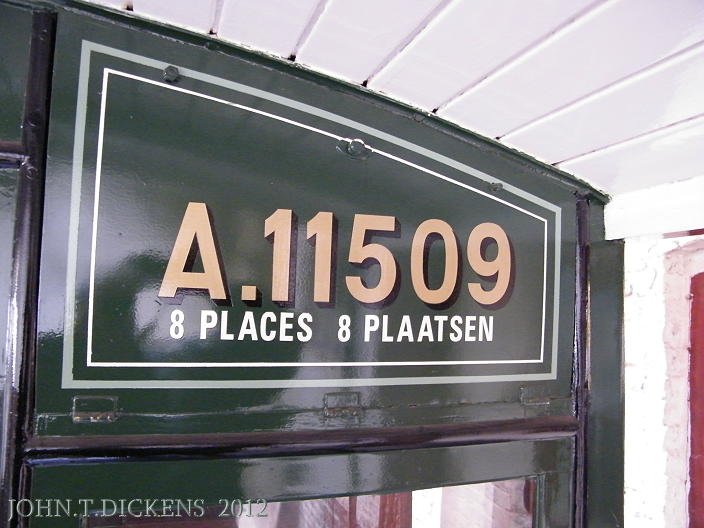 A.11509
8 PLACES 8 PLAATSEN
JOHN.T.DICKENS 2012